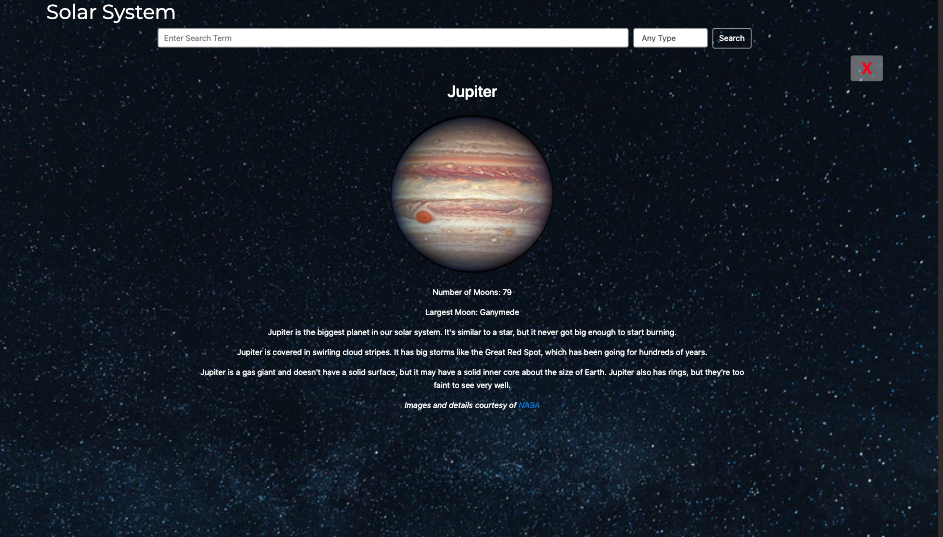 Solar System
Enter Search Term
Any Type
Search
X
Jupiter
Number of Moons: 79
Largest Moon: Ganymede
Jupiter is the biggest planet in our solar system. It's similar to a star, but it never got big enough to start burning.
Jupiter is covered in swirling cloud stripes. It has big storms like the Great Red Spot, which has been going for hundreds of years.
Jupiter is a gas giant and doesn't have a solid surface, but it may have a solid inner core about the size of Earth. Jupiter also has rings, but they're too
faint to see very well.
Images and details courtesy of NASA